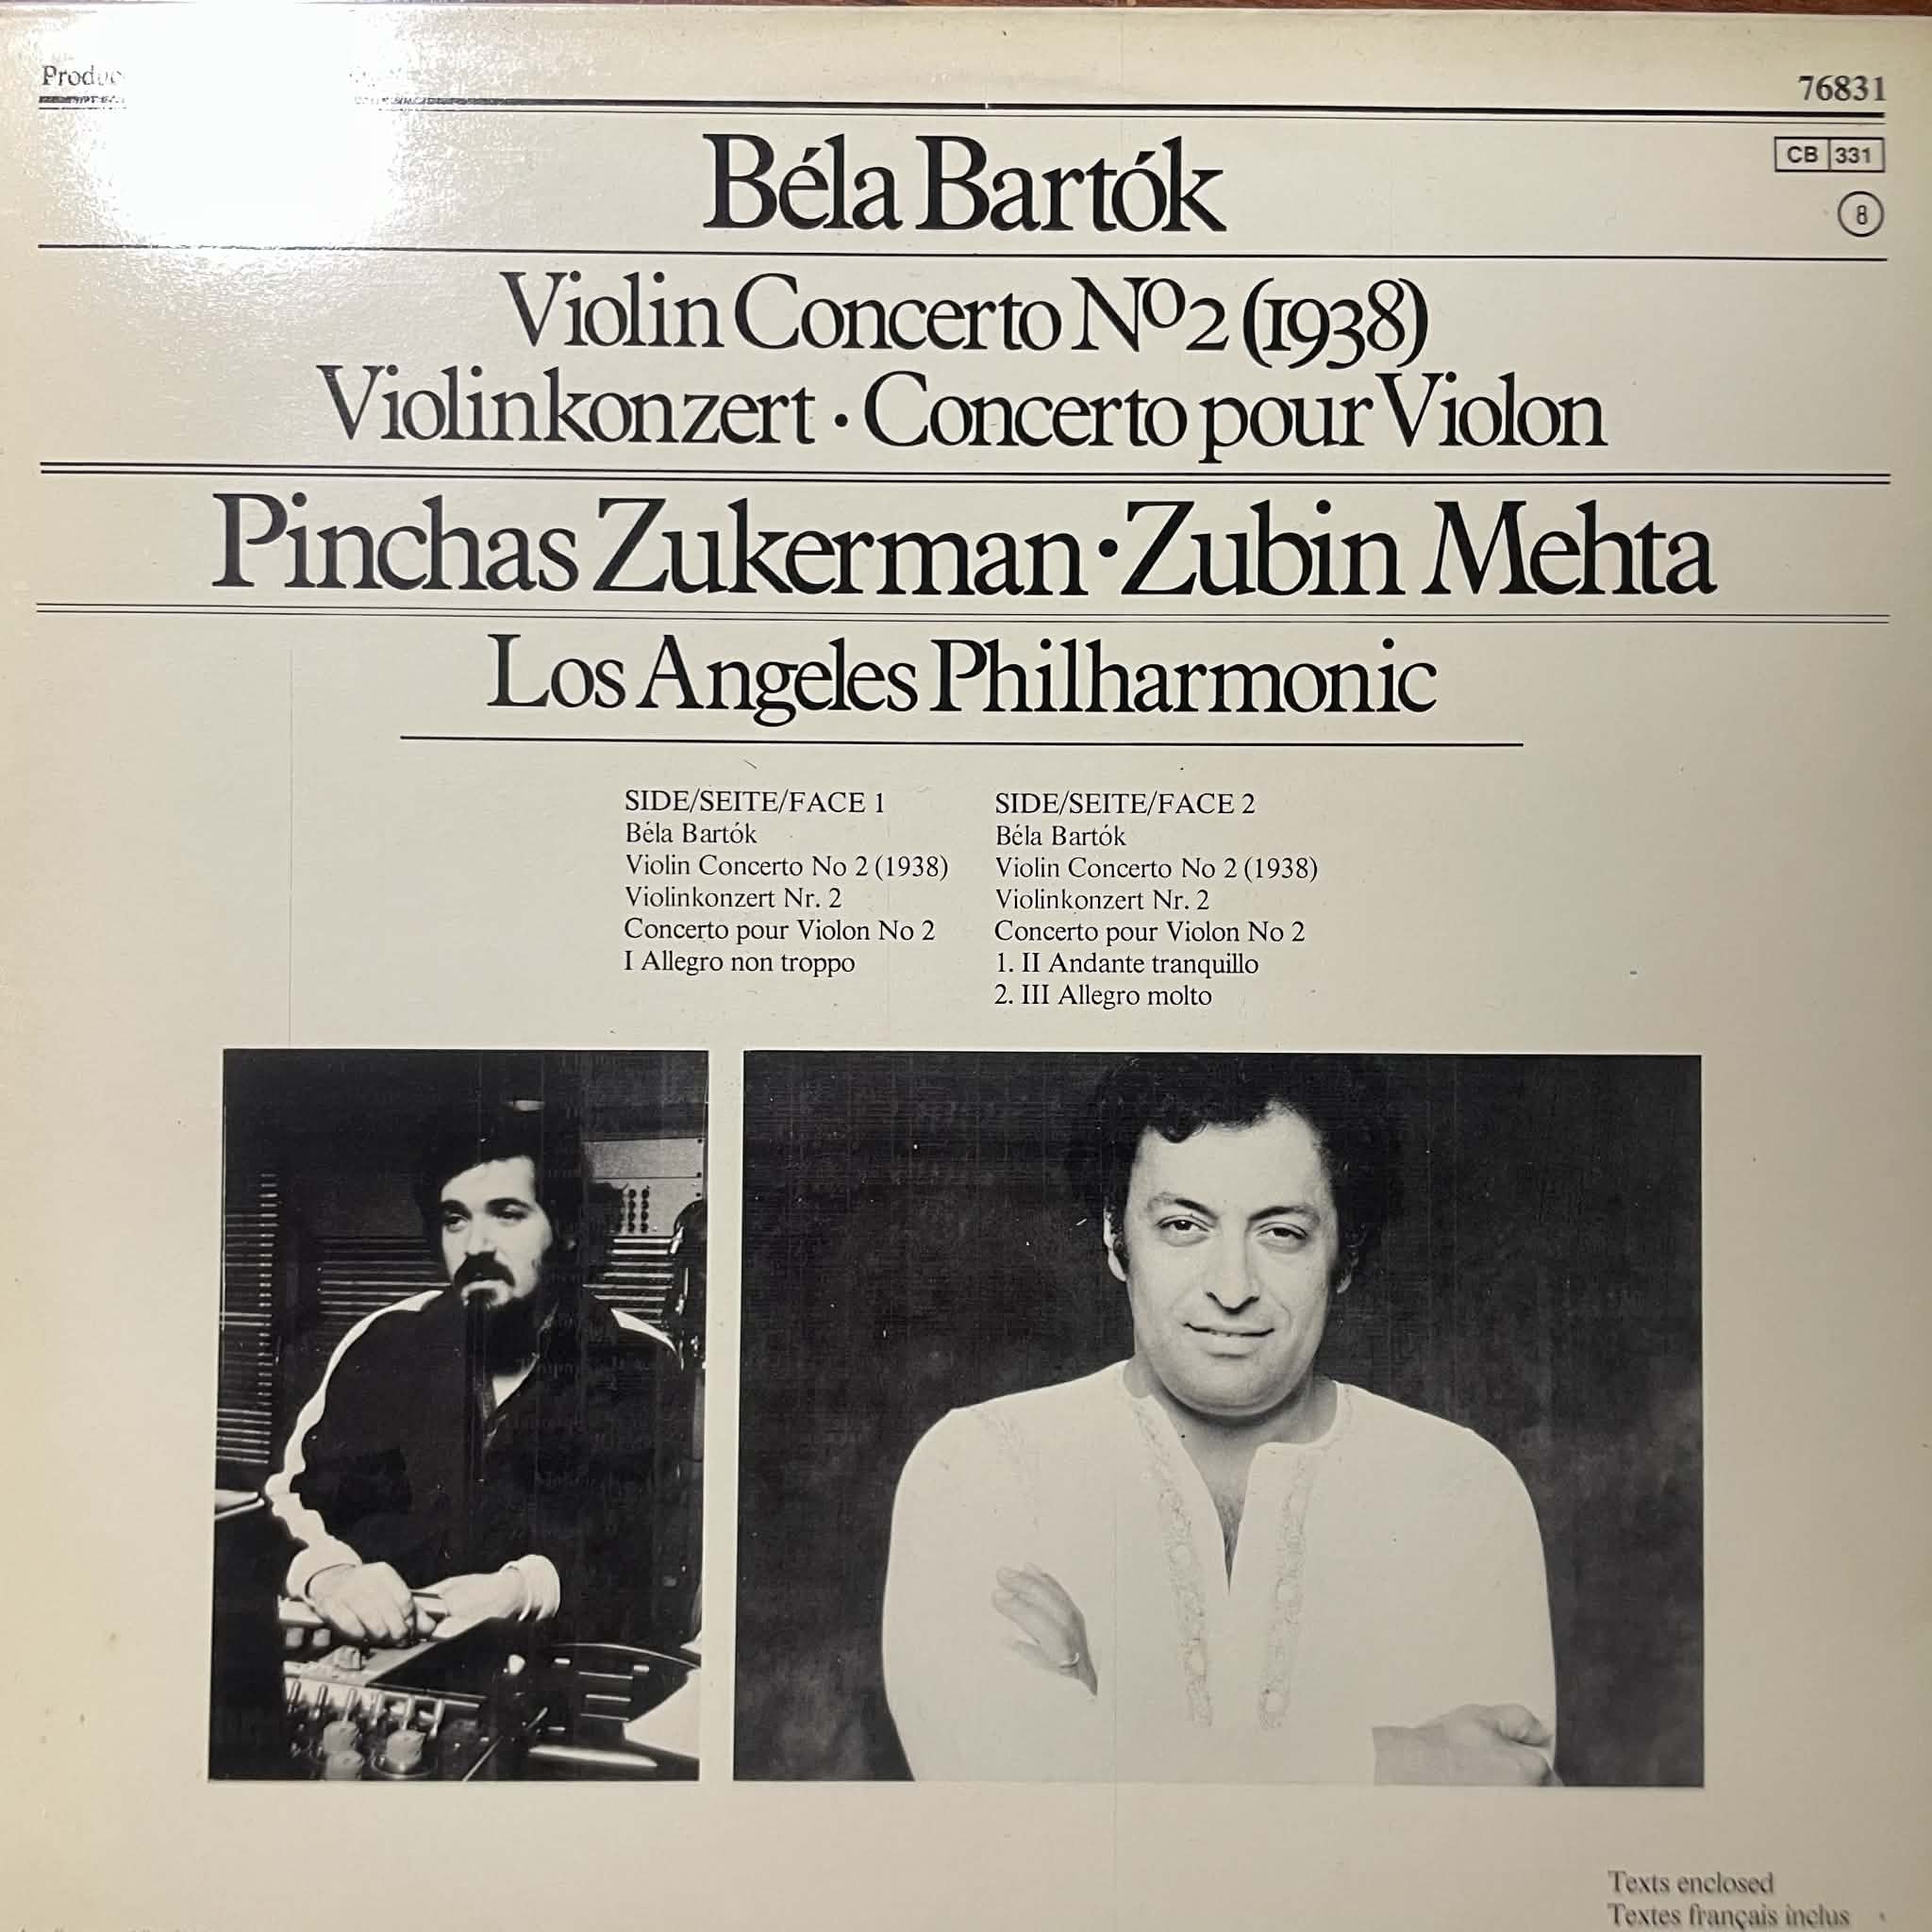 76831
CB 331
8
Béla Bartók
Violin Concerto Nº2 (1938)
Violinkonzert · Concerto pour Violon
Pinchas Zukerman · Zubin Mehta
Los Angeles Philharmonic
SIDE/SEITE/FACE 1
Béla Bartók
Violin Concerto No 2 (1938)
Violinkonzert Nr. 2
Concerto pour Violon No 2
I Allegro non troppo
SIDE/SEITE/FACE 2
Béla Bartók
Violin Concerto No 2 (1938)
Violinkonzert Nr. 2
Concerto pour Violon No 2
1. II Andante tranquillo
2. III Allegro molto
Texts enclosed
Textes français inclus